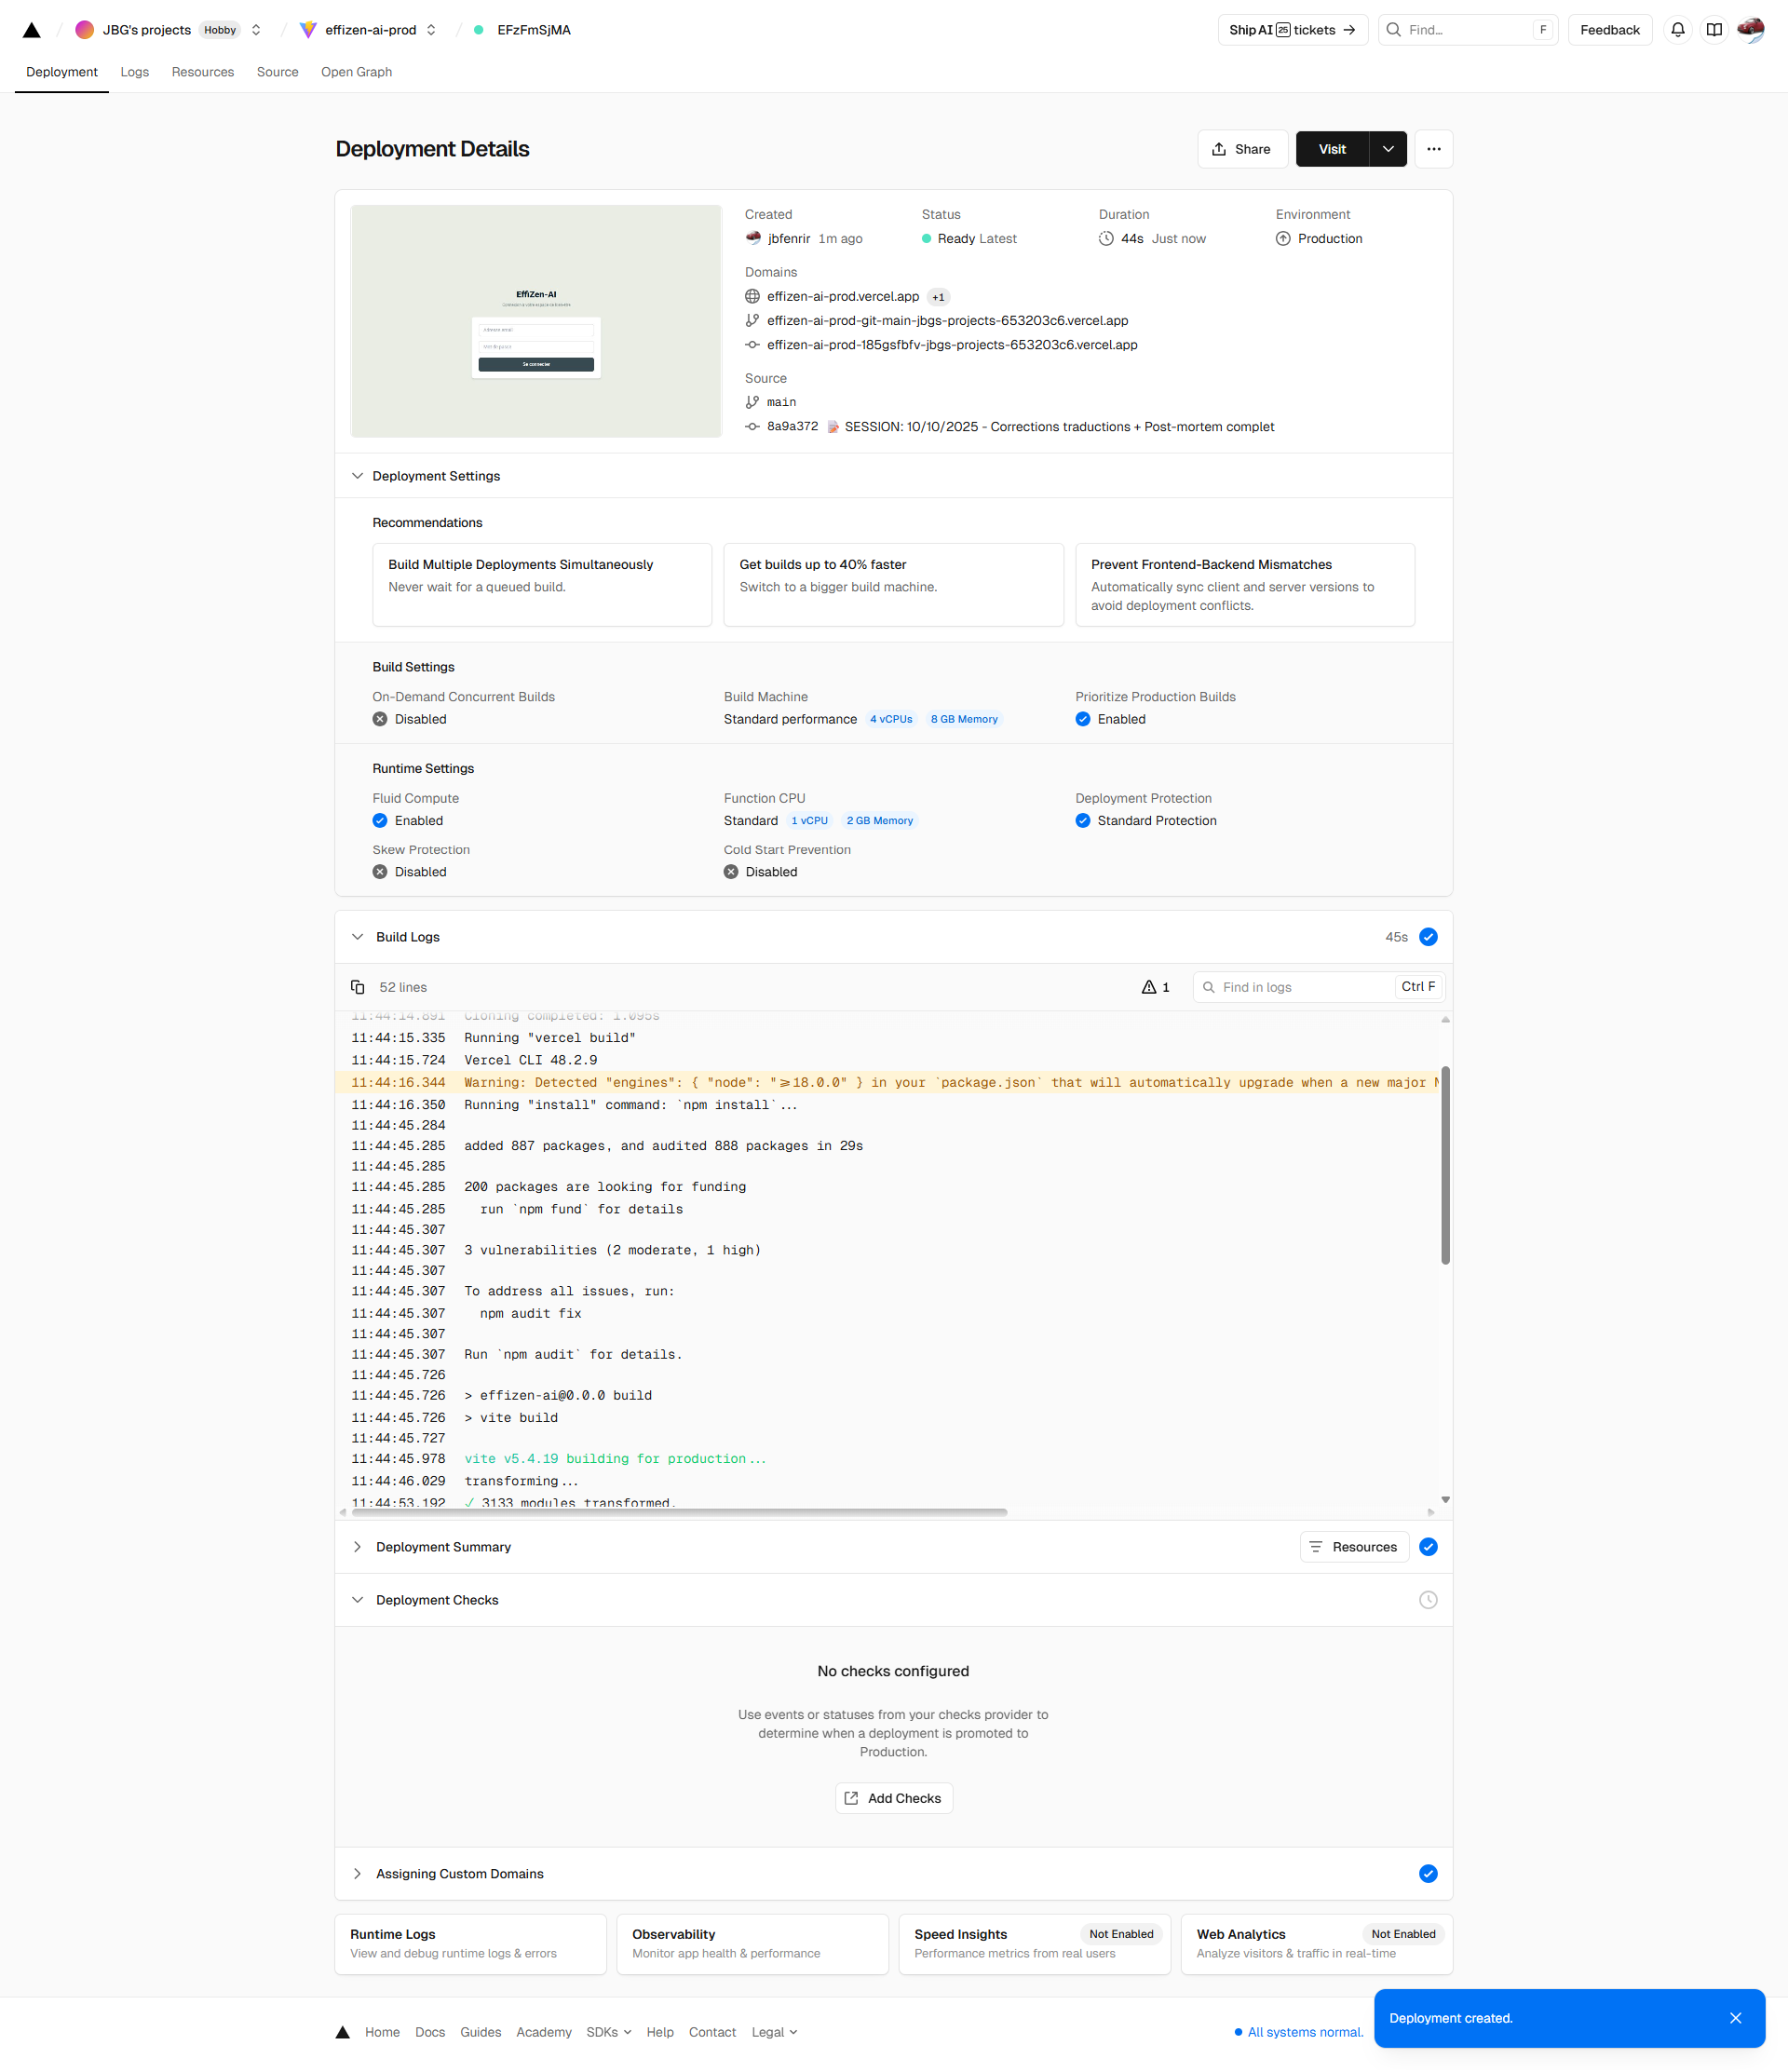 JBG's projects Hobby effizen-ai-prod EFzFmSjMA Ship AI 25 tickets → Find... F Feedback
Deployment Logs Resources Source Open Graph
Deployment Details Share Visit
Created Status Duration Environment
jbfenrir 1m ago Ready Latest 44s Just now Production
Domains
effizen-ai-prod.vercel.app +1
effizen-ai-prod-git-main-jbgs-projects-653203c6.vercel.app
effizen-ai-prod-185gsfbfv-jbgs-projects-653203c6.vercel.app
Source
main
8a9a372 SESSION: 10/10/2025 - Corrections traductions + Post-mortem complet
EffiZen-AI
Adresse email
Mot de passe
Se connecter
Deployment Settings
Recommendations
Build Multiple Deployments Simultaneously
Never wait for a queued build.
Get builds up to 40% faster
Switch to a bigger build machine.
Prevent Frontend-Backend Mismatches
Automatically sync client and server versions to
avoid deployment conflicts.
Build Settings
On-Demand Concurrent Builds Build Machine Prioritize Production Builds
Disabled Standard performance 4 vCPUs 8 GB Memory Enabled
Runtime Settings
Fluid Compute Function CPU Deployment Protection
Enabled Standard 1 vCPU 2 GB Memory Standard Protection
Skew Protection Cold Start Prevention
Disabled Disabled
Build Logs 45s
52 lines 1 Find in logs Ctrl F
11:44:14.891 Cloning completed: 1.095s
11:44:15.335 Running "vercel build"
11:44:15.724 Vercel CLI 48.2.9
11:44:16.344 Warning: Detected "engines": { "node": ">=18.0.0" } in your `package.json` that will automatically upgrade when a new major N
11:44:16.350 Running "install" command: `npm install`...
11:44:45.284
11:44:45.285 added 887 packages, and audited 888 packages in 29s
11:44:45.285
11:44:45.285 200 packages are looking for funding
11:44:45.285 run `npm fund` for details
11:44:45.307
11:44:45.307 3 vulnerabilities (2 moderate, 1 high)
11:44:45.307
11:44:45.307 To address all issues, run:
11:44:45.307 npm audit fix
11:44:45.307
11:44:45.307 Run `npm audit` for details.
11:44:45.726
11:44:45.726 > effizen-ai@0.0.0 build
11:44:45.726 > vite build
11:44:45.727
11:44:45.978 vite v5.4.19 building for production...
11:44:46.029 transforming...
11:44:53.192 ✓ 3133 modules transformed.
Deployment Summary Resources
Deployment Checks
No checks configured
Use events or statuses from your checks provider to
determine when a deployment is promoted to
Production.
Add Checks
Assigning Custom Domains
Runtime Logs
View and debug runtime logs & errors
Observability
Monitor app health & performance
Speed Insights Not Enabled
Performance metrics from real users
Web Analytics Not Enabled
Analyze visitors & traffic in real-time
Home Docs Guides Academy SDKs Help Contact Legal All systems normal.
Deployment created.